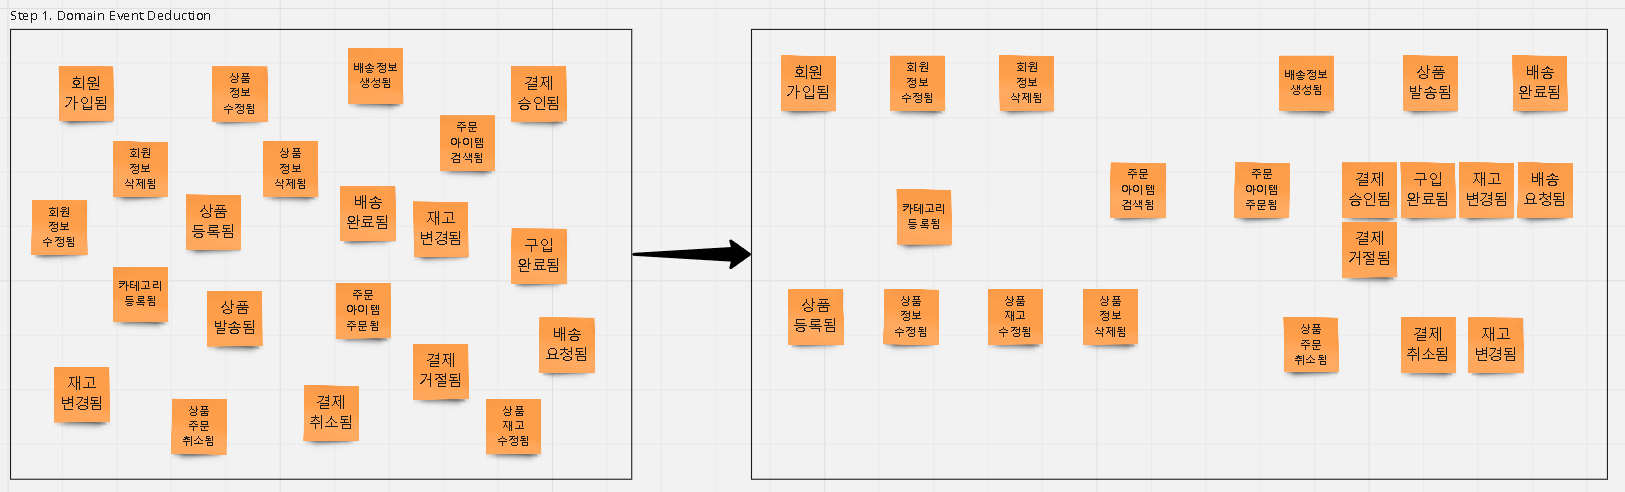 Step 1. Domain Event Deduction
회원
가입됨
상품
정보
수정됨
배송정보
생성됨
결제
승인됨
주문
아이템
검색됨
회원
정보
삭제됨
상품
정보
삭제됨
회원
정보
수정됨
상품
등록됨
배송
완료됨
재고
변경됨
구입
완료됨
카테고리
등록됨
상품
발송됨
주문
아이템
주문됨
배송
요청됨
결제
거절됨
재고
변경됨
상품
주문
취소됨
결제
취소됨
상품
재고
수정됨
회원
가입됨
회원
정보
수정됨
회원
정보
삭제됨
배송정보
생성됨
상품
발송됨
배송
완료됨
카테고리
등록됨
주문
아이템
검색됨
주문
아이템
주문됨
결제
승인됨
구입
완료됨
재고
변경됨
배송
요청됨
결제
거절됨
상품
등록됨
상품
정보
수정됨
상품
재고
수정됨
상품
정보
삭제됨
상품
주문
취소됨
결제
취소됨
재고
변경됨